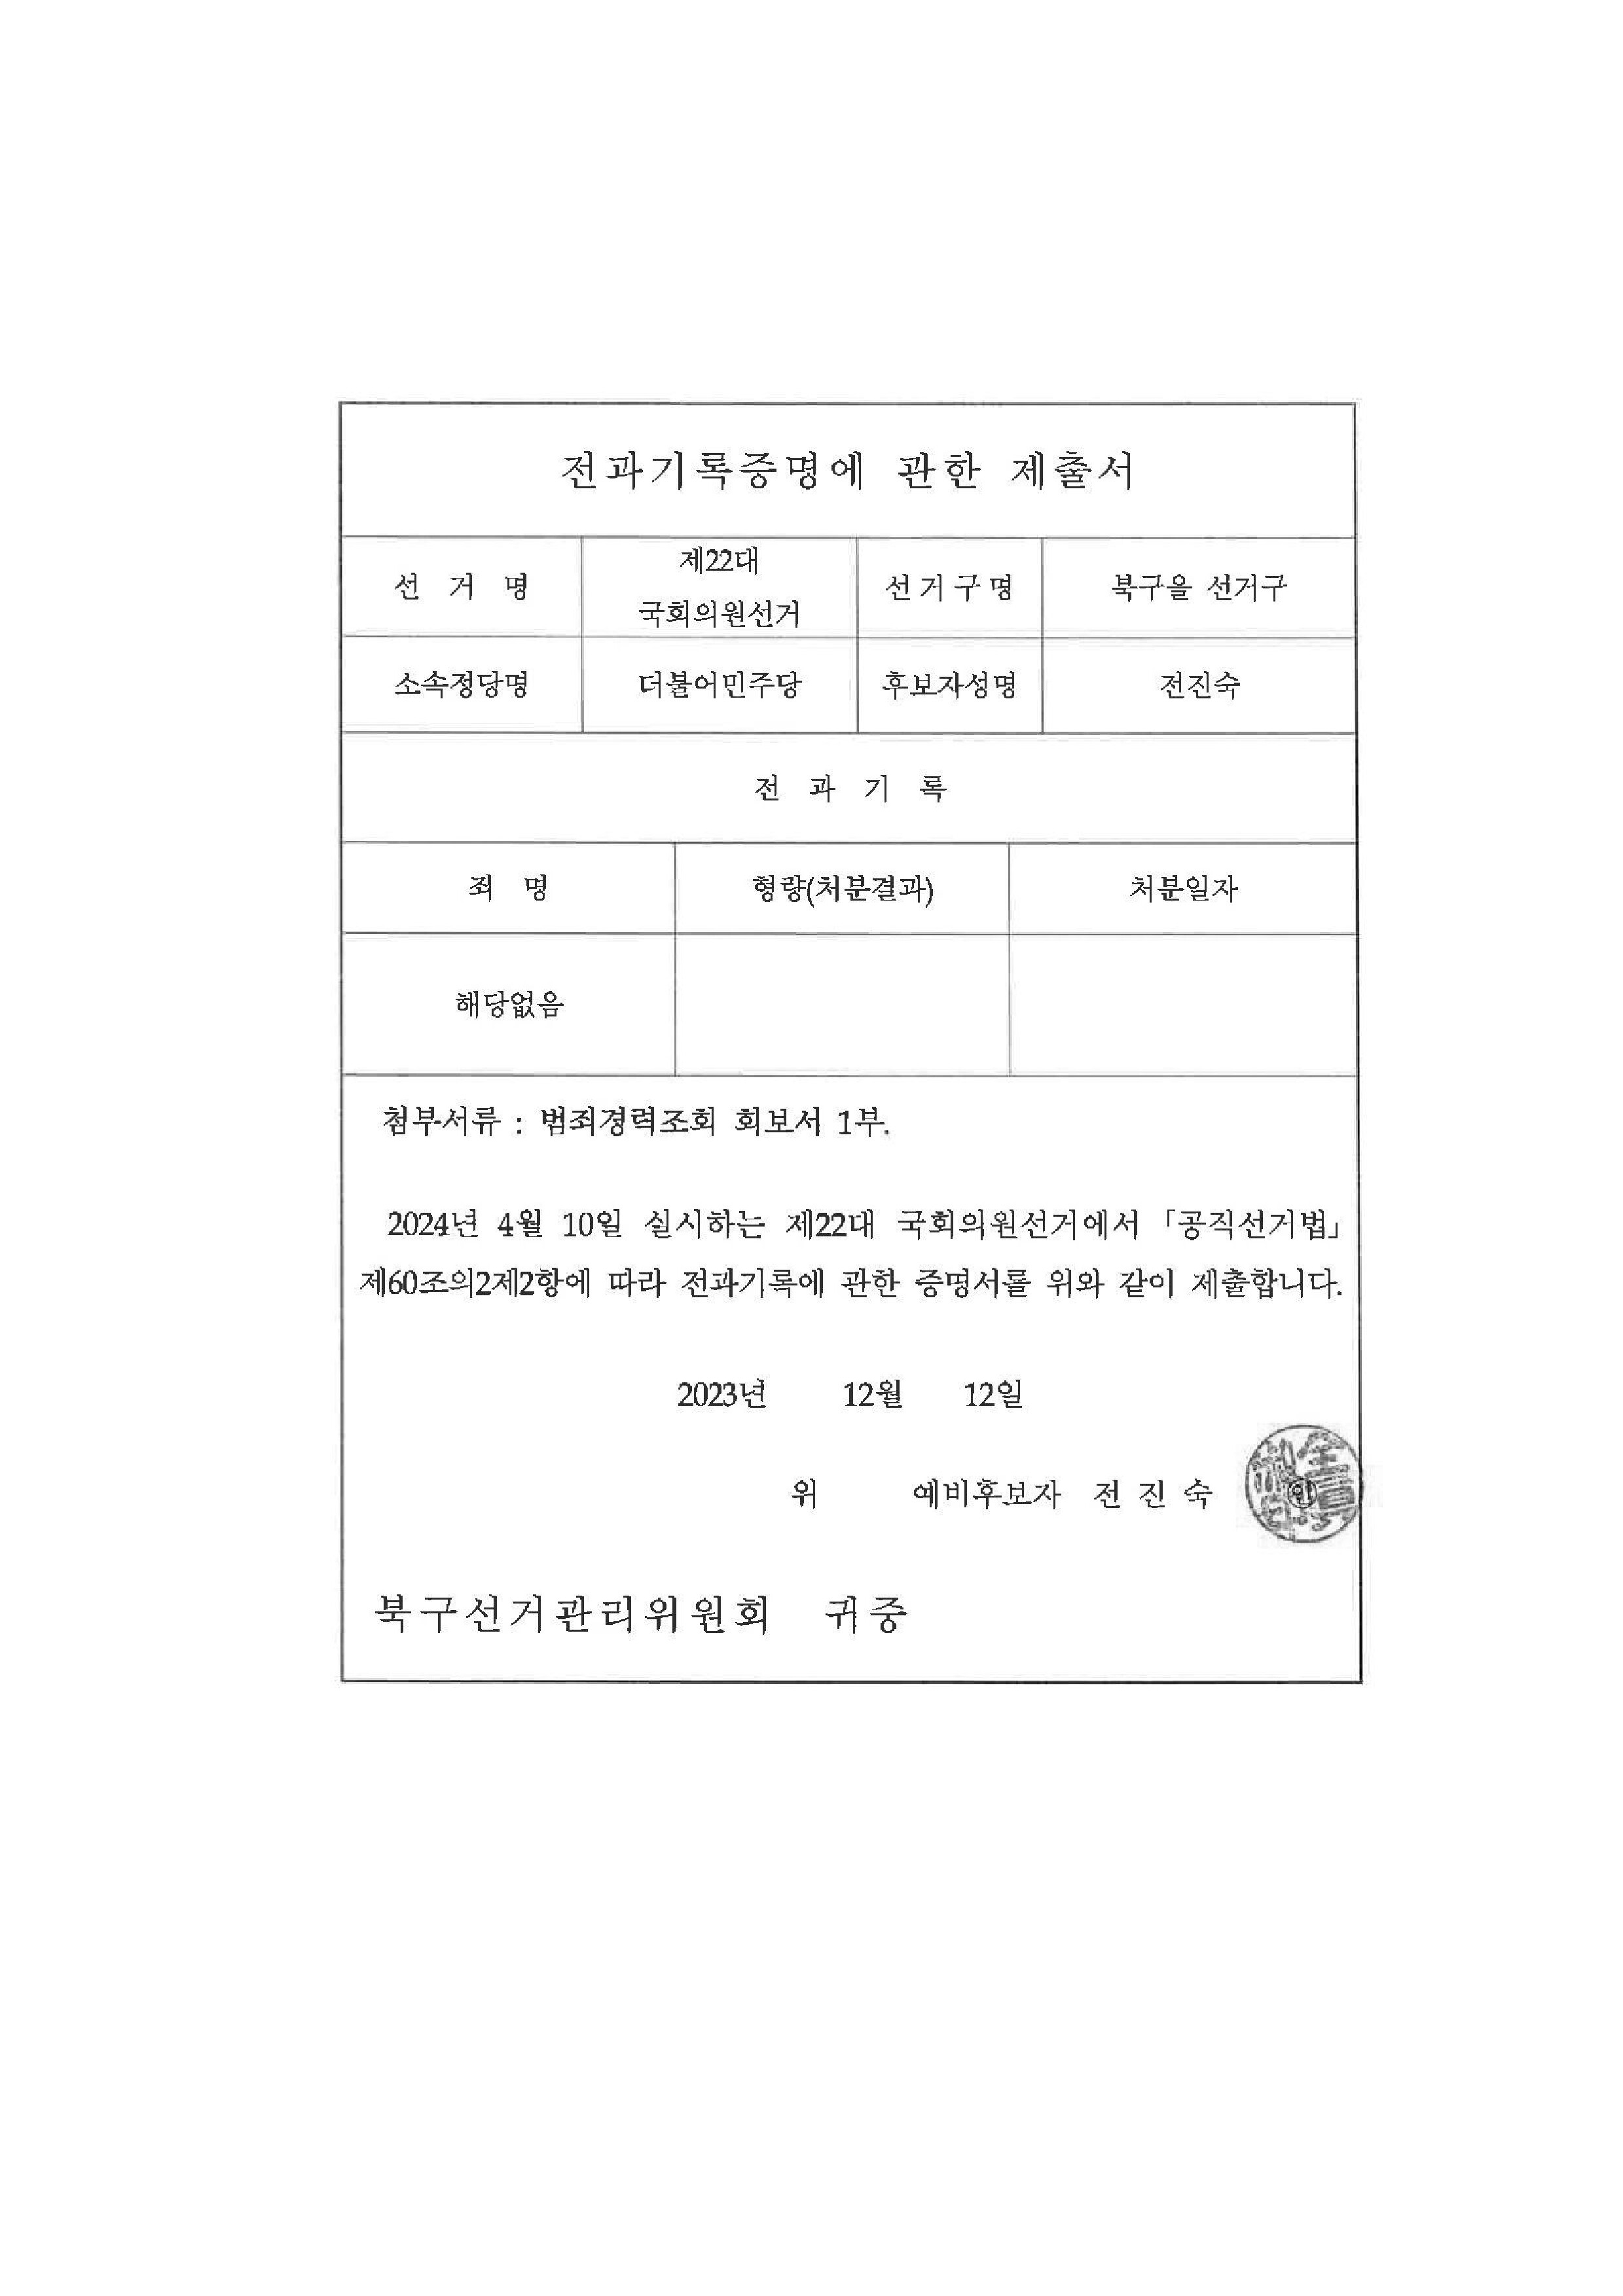 전과기록증명에 관한 제출서
선 거 명
제22대
국회의원선거
선거구명
북구을 선거구
소속정당명
더불어민주당
후보자성명
전진숙
전 과 기 록
죄 명
형량(처분결과)
처분일자
해당없음
첨부서류 : 범죄경력조회 회보서 1부.
2024년 4월 10일 실시하는 제22대 국회의원선거에서 「공직선거법」
제60조의2제2항에 따라 전과기록에 관한 증명서를 위와 같이 제출합니다.
2023년 12월 12일
위 예비후보자 전 진 숙 ㊞
북구선거관리위원회 귀중